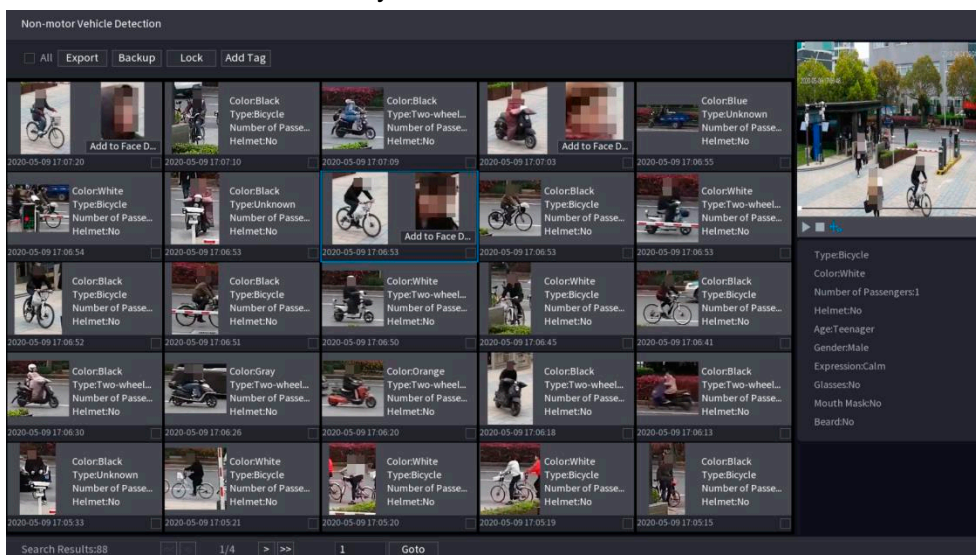 Non-motor Vehicle Detection
All Export Backup Lock Add Tag
Add to Face D...
2020-05-09 17:07:20
Color:Black
Type:Bicycle
Number of Passe...
Helmet:No
2020-05-09 17:07:10
Color:Black
Type:Two-wheel...
Number of Passe...
Helmet:No
2020-05-09 17:07:09
Add to Face D...
2020-05-09 17:07:03
Color:Blue
Type:Unknown
Number of Passe...
Helmet:No
2020-05-09 17:06:55
Color:White
Type:Bicycle
Number of Passe...
Helmet:No
2020-05-09 17:06:54
Color:Black
Type:Unknown
Number of Passe...
Helmet:No
2020-05-09 17:06:53
Add to Face D...
2020-05-09 17:06:53
Color:Black
Type:Bicycle
Number of Passe...
Helmet:No
2020-05-09 17:06:53
Color:White
Type:Two-wheel...
Number of Passe...
Helmet:No
2020-05-09 17:06:53
Color:Black
Type:Bicycle
Number of Passe...
Helmet:No
2020-05-09 17:06:52
Color:Black
Type:Bicycle
Number of Passe...
Helmet:No
2020-05-09 17:06:51
Color:White
Type:Two-wheel...
Number of Passe...
Helmet:No
2020-05-09 17:06:50
Color:White
Type:Bicycle
Number of Passe...
Helmet:No
2020-05-09 17:06:45
Color:Black
Type:Bicycle
Number of Passe...
Helmet:No
2020-05-09 17:06:41
Color:Black
Type:Two-wheel...
Number of Passe...
Helmet:No
2020-05-09 17:06:30
Color:Gray
Type:Two-wheel...
Number of Passe...
Helmet:No
2020-05-09 17:06:26
Color:Orange
Type:Two-wheel...
Number of Passe...
Helmet:No
2020-05-09 17:06:20
Color:Black
Type:Two-wheel...
Number of Passe...
Helmet:No
2020-05-09 17:06:18
Color:Black
Type:Two-wheel...
Number of Passe...
Helmet:No
2020-05-09 17:06:13
Color:Black
Type:Unknown
Number of Passe...
Helmet:No
2020-05-09 17:05:33
Color:White
Type:Bicycle
Number of Passe...
Helmet:No
2020-05-09 17:05:21
Color:White
Type:Bicycle
Number of Passe...
Helmet:No
2020-05-09 17:05:20
Color:White
Type:Bicycle
Number of Passe...
Helmet:No
2020-05-09 17:05:19
Color:Black
Type:Bicycle
Number of Passe...
Helmet:No
2020-05-09 17:05:15
Type:Bicycle
Color:White
Number of Passengers:1
Helmet:No
Age:Teenager
Gender:Male
Expression:Calm
Glasses:No
Mouth Mask:No
Beard:No
Search Results:88 1/4 > >> 1 Goto